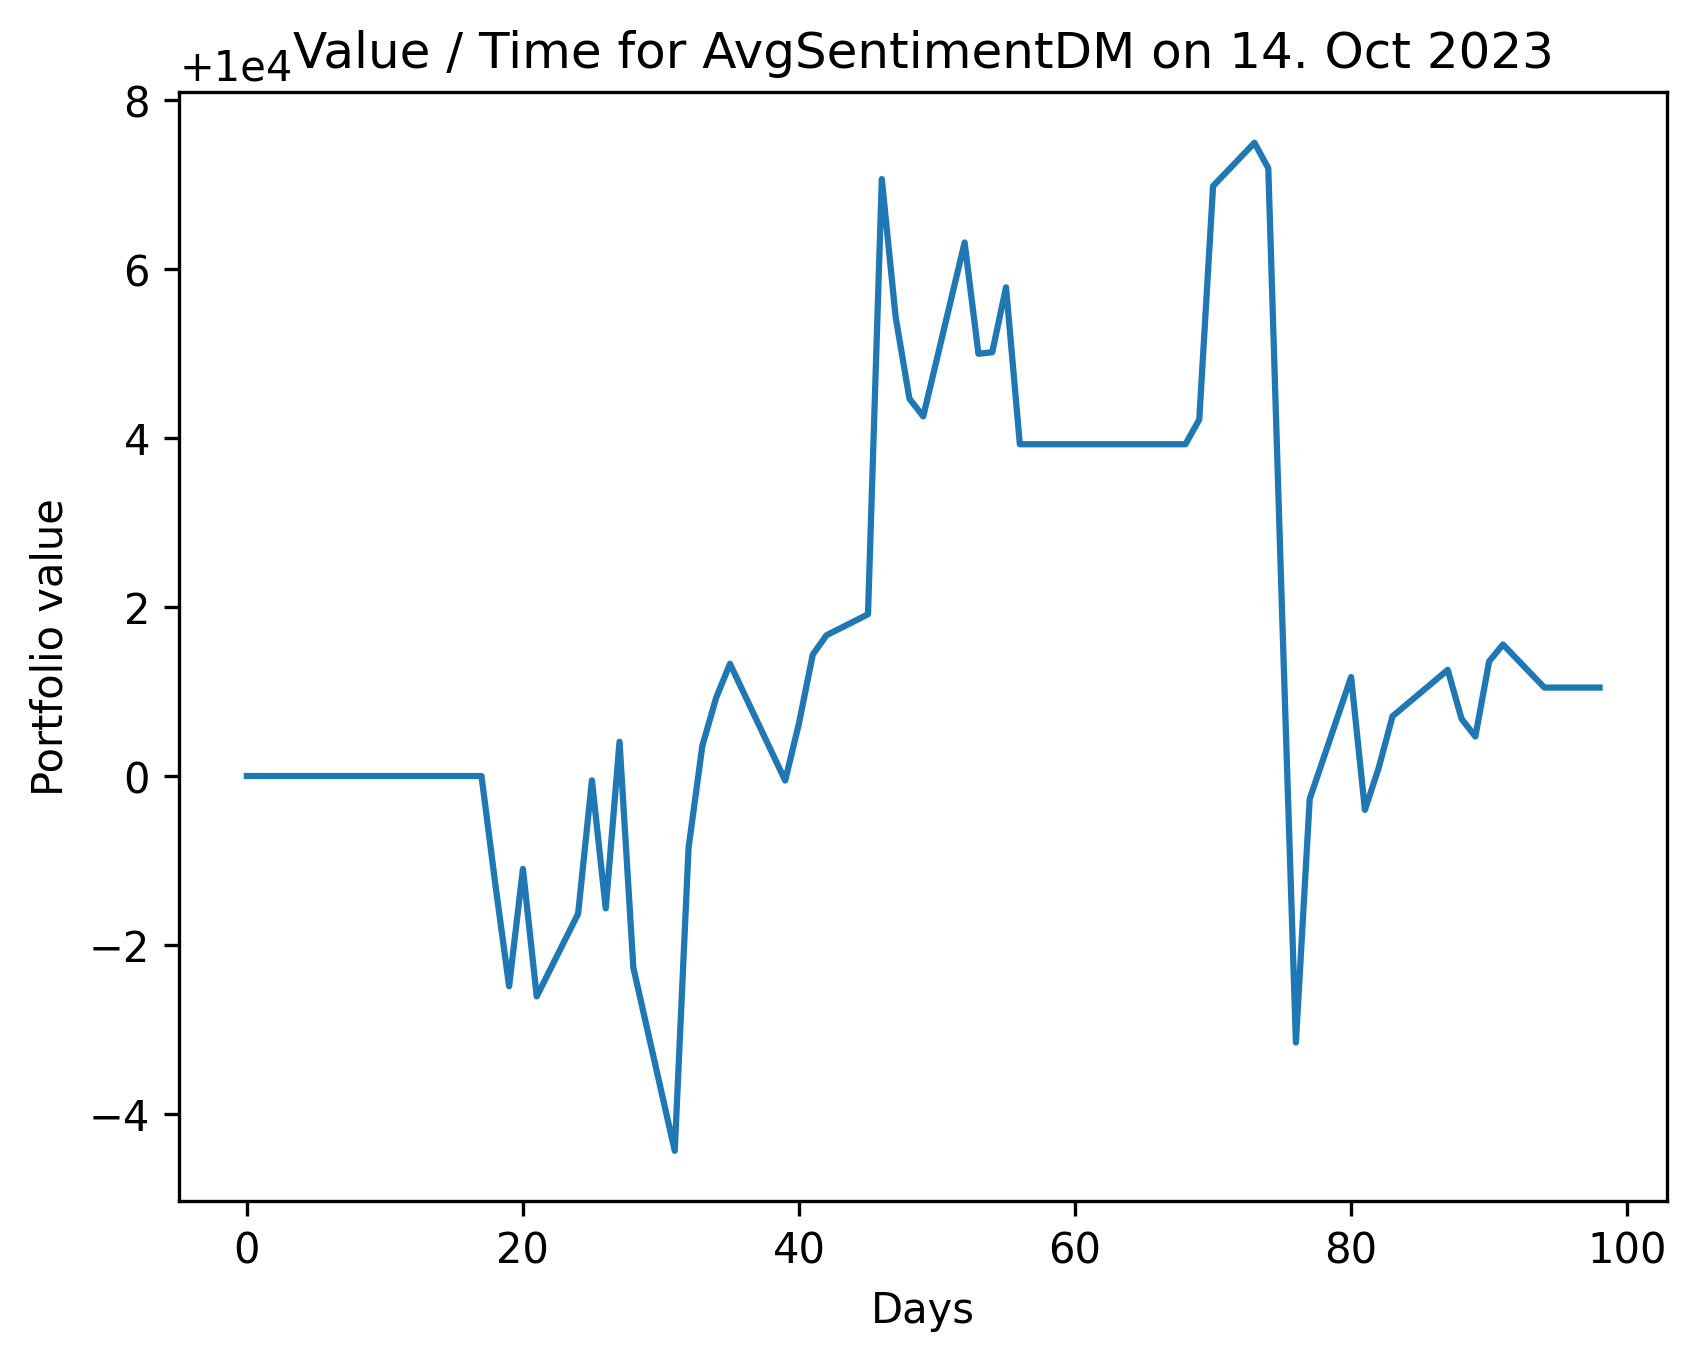 Value / Time for AvgSentimentDM on 14. Oct 2023
+1e4
8
6
4
2
0
−2
−4
Portfolio value
0 20 40 60 80 100
Days